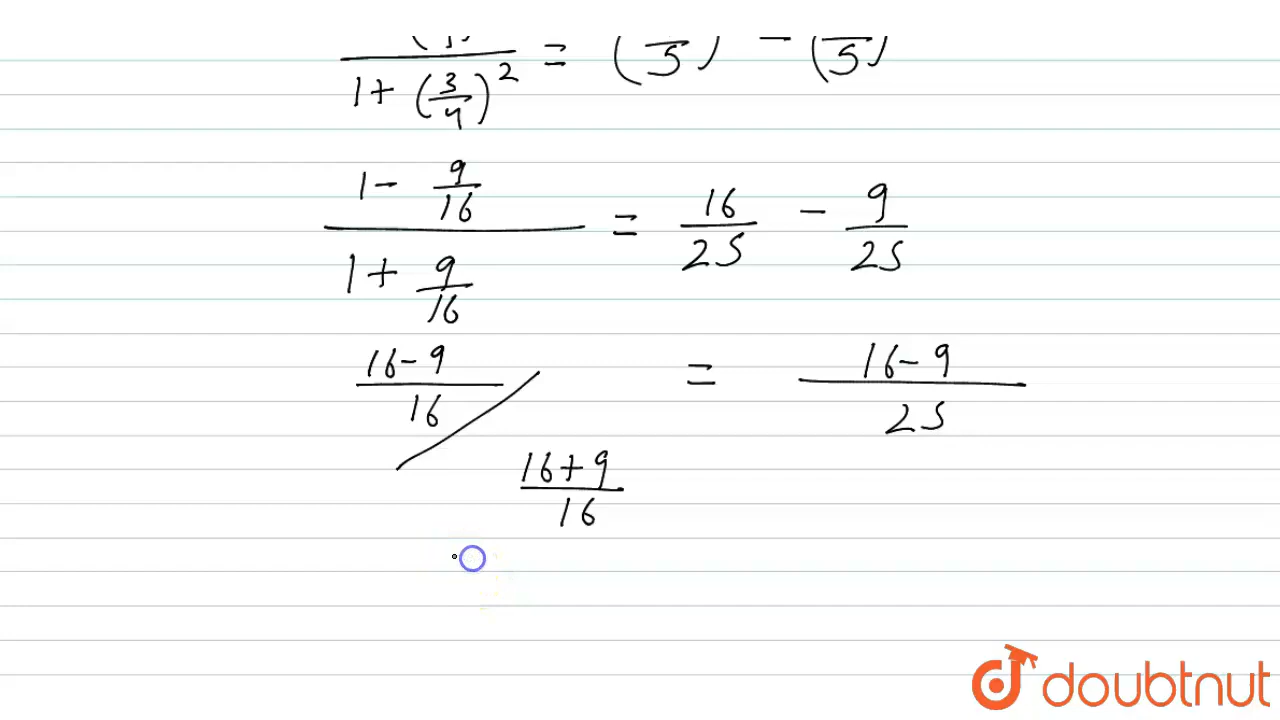 1 + (3/4)^2 = ( /5) - ( /5)
1 - 9/16
= 16/25 - 9/25
1 + 9/16
16 - 9/16 = 16 - 9/25
16 + 9/16
doubtnut